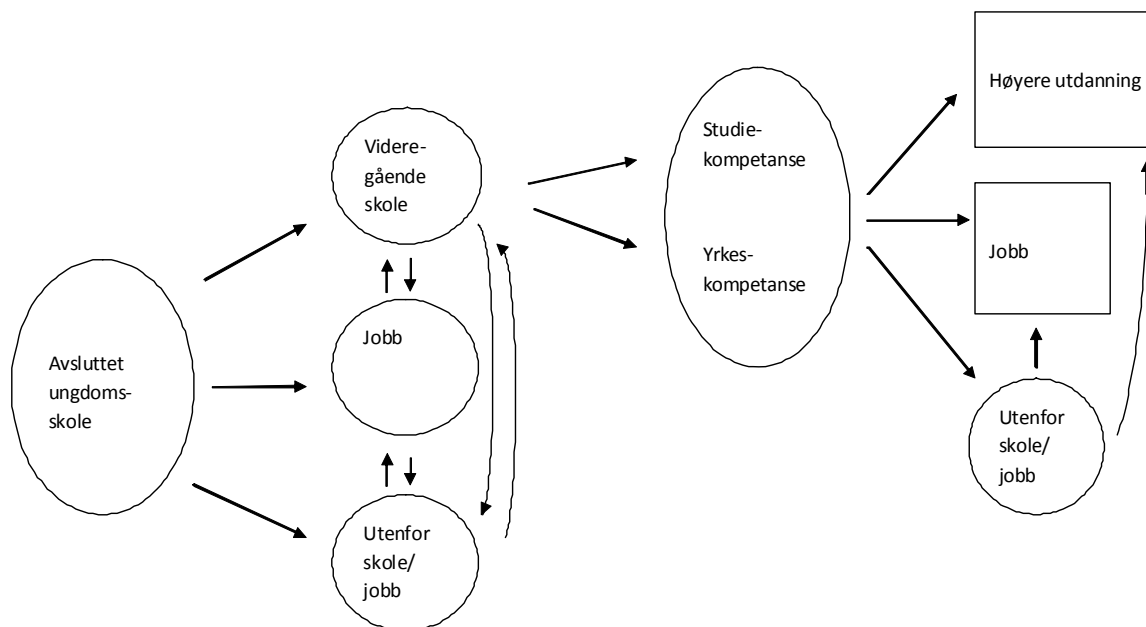 Avsluttet
ungdoms-
skole
Videre-
gående
skole
Jobb
Utenfor
skole/
jobb
Studie-
kompetanse
Yrkes-
kompetanse
Høyere utdanning
Jobb
Utenfor
skole/
jobb